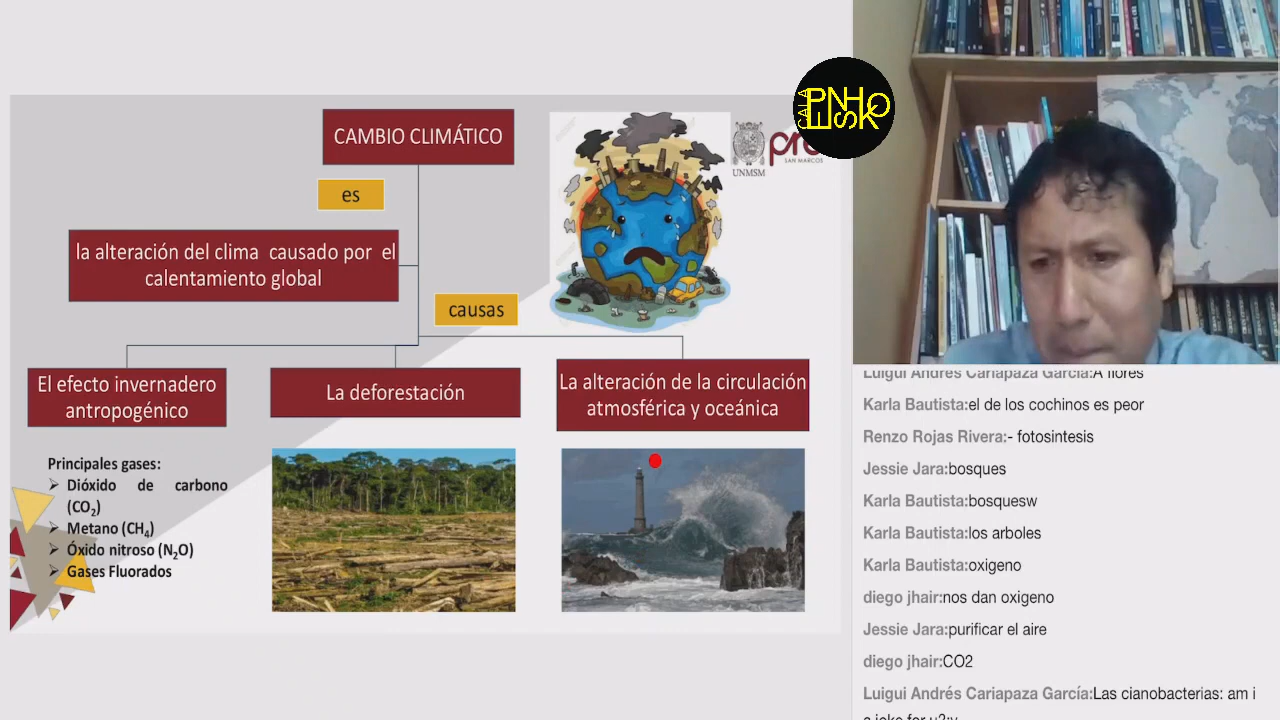 CAMBIO CLIMÁTICO
es
la alteración del clima causado por el
calentamiento global
causas
El efecto invernadero
antropogénico
La deforestación
La alteración de la circulación
atmosférica y oceánica
Principales gases:
Dióxido de carbono
(CO₂)
Metano (CH₄)
Óxido nitroso (N₂O)
Gases Fluorados
UNMSM
pre
SAN MARCOS
Luigui Andrés Cariapaza García:A flores
Karla Bautista:el de los cochinos es peor
Renzo Rojas Rivera:- fotosintesis
Jessie Jara:bosques
Karla Bautista:bosquesw
Karla Bautista:los arboles
Karla Bautista:oxigeno
diego jhair:nos dan oxigeno
Jessie Jara:purificar el aire
diego jhair:CO2
Luigui Andrés Cariapaza García:Las cianobacterias: am i
a joke for u?:v